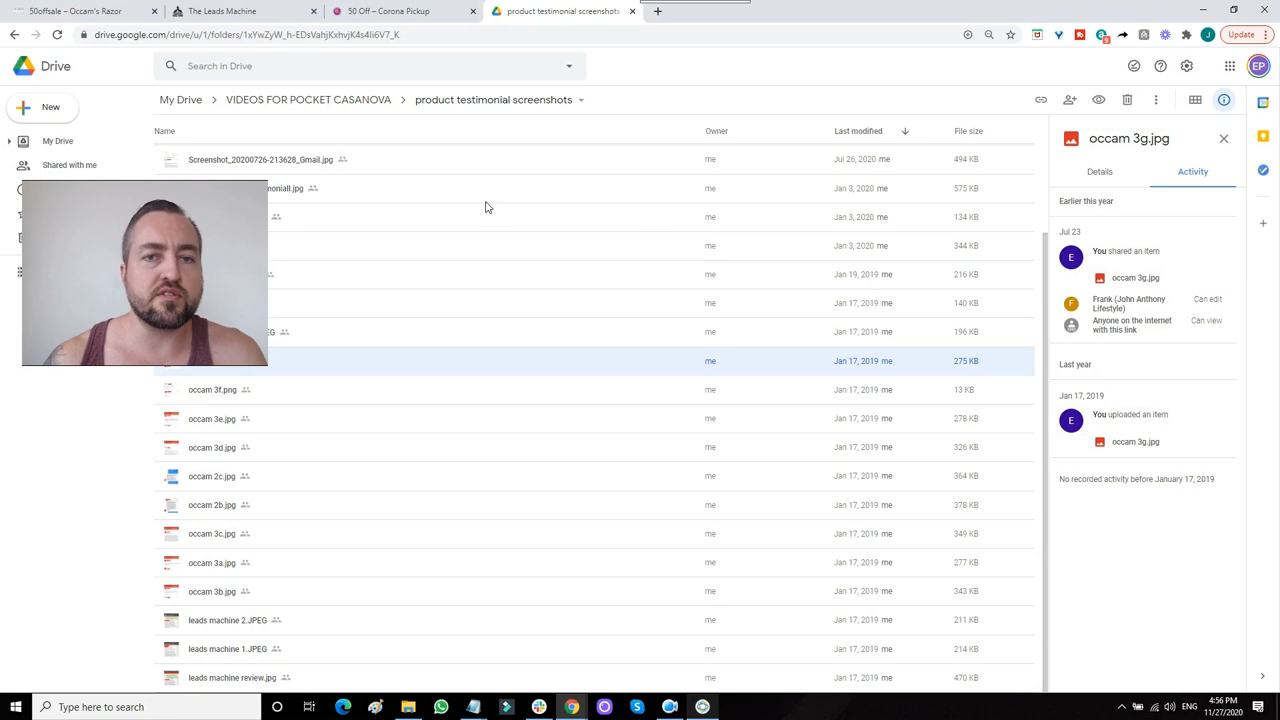 50offsale – Occam's Razor
The Leads Machine
50 Off – Corona Pickup
product testimonial screenshots
drive.google.com/drive/u/1/folders/1xYwZyW_h-EDsVahjKxhvjK4s4Ii6V7_K
9
J
Update
Drive
Search in Drive
EP
New
My Drive
VIDEOS FOR POCKET CASANOVA
product testimonial screenshots
My Drive
Shared with me
Name
Owner
Last modified
File size
Screenshot_20200726-213628_Gmail.jpg
me
Jul 26, 2020 me
494 KB
moniall.jpg
me
Jan 3, 2020 me
575 KB
me
Jan 3, 2020 me
134 KB
me
Jan 3, 2020 me
344 KB
me
Jan 19, 2019 me
216 KB
me
Jan 17, 2019 me
140 KB
EG
me
Jan 17, 2019 me
196 KB
me
Jan 17, 2019 me
275 KB
occam 3f.png
me
Jan 17, 2019 me
13 KB
occam 3e.jpg
me
Jan 17, 2019 me
278 KB
occam 3d.jpg
me
Jan 17, 2019 me
326 KB
occam 2c.jpg
me
Jan 17, 2019 me
364 KB
occam 2b.jpg
me
Jan 17, 2019 me
378 KB
occam 3c.jpg
me
Jan 17, 2019 me
349 KB
occam 3a.jpg
me
Jan 17, 2019 me
277 KB
occam 3b.jpg
me
Jan 17, 2019 me
343 KB
leads machine 2.JPEG
me
Jan 17, 2019 me
211 KB
leads machine 1.JPEG
me
Jan 17, 2019 me
214 KB
leads machine review.jpg
me
Jan 17, 2019 me
470 KB
occam 3g.jpg
Details
Activity
Earlier this year
Jul 23
E
You shared an item
occam 3g.jpg
F
Frank (John Anthony
Lifestyle)
Can edit
Anyone on the internet
with this link
Can view
Last year
Jan 17, 2019
E
You uploaded an item
occam 3g.jpg
No recorded activity before January 17, 2019
Type here to search
ENG
4:56 PM
11/27/2020